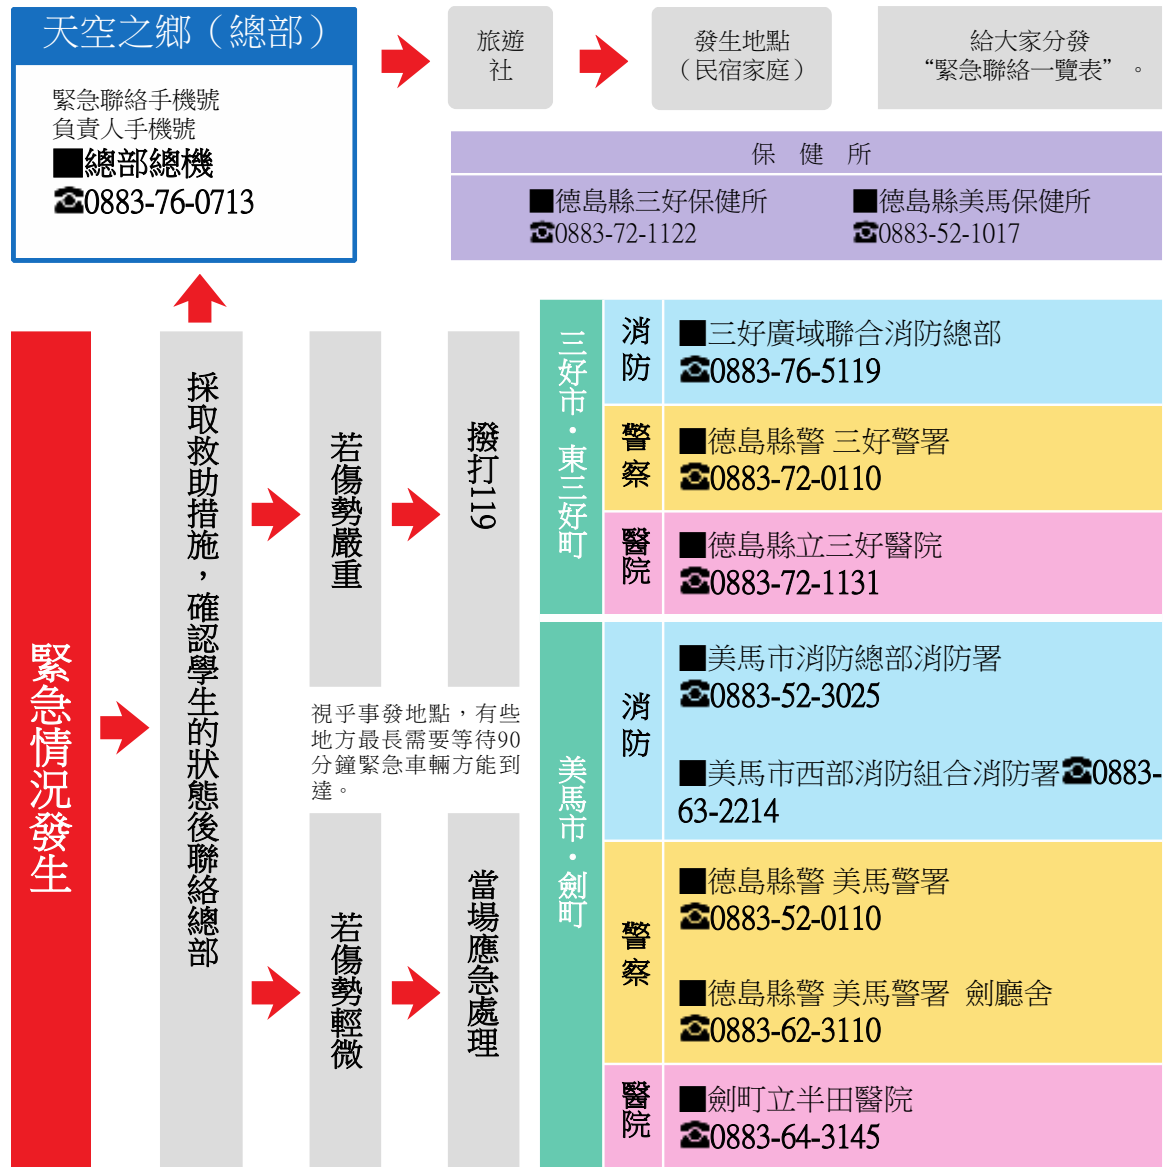 天空之鄉（總部）
緊急聯絡手機號
負責人手機號
■總部總機
☎0883-76-0713
旅遊
社
發生地點
（民宿家庭）
給大家分發
“緊急聯絡一覽表”。
保健所
■德島縣三好保健所
☎0883-72-1122
■德島縣美馬保健所
☎0883-52-1017
緊急情況發生
採取救助措施，確認學生的狀態後聯絡總部
若傷勢嚴重
撥打119
視乎事發地點，有些
地方最長需要等待90
分鐘緊急車輛方能到
達。
若傷勢輕微
當場應急處理
三好市・東三好町
消防
■三好廣域聯合消防總部
☎0883-76-5119
警察
■德島縣警 三好警署
☎0883-72-0110
醫院
■德島縣立三好醫院
☎0883-72-1131
美馬市・劍町
消防
■美馬市消防總部消防署
☎0883-52-3025
■美馬市西部消防組合消防署☎0883-
63-2214
警察
■德島縣警 美馬警署
☎0883-52-0110
■德島縣警 美馬警署 劍廳舍
☎0883-62-3110
醫院
■劍町立半田醫院
☎0883-64-3145